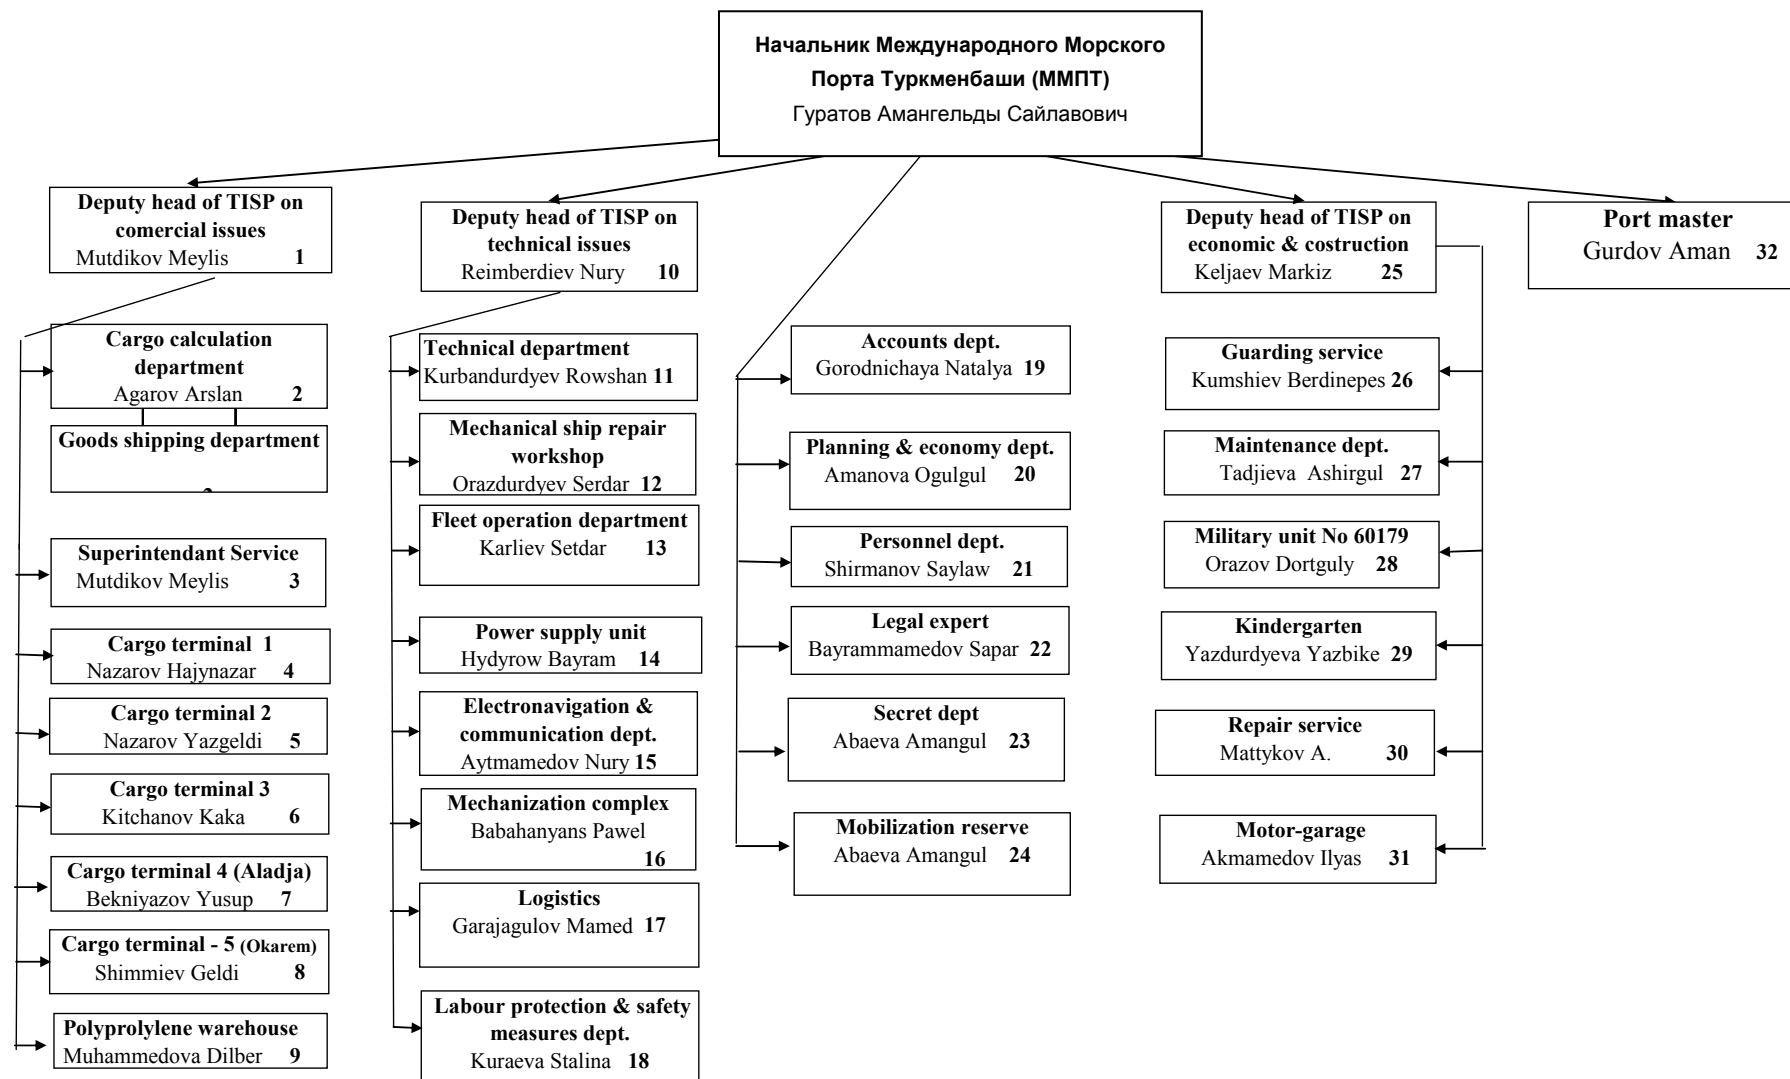 Начальник Международного Морского
Порта Туркменбаши (ММПТ)
Гуратов Амангельды Сайлавович
Deputy head of TISP on
comercial issues
Mutdikov Meylis 1
Cargo calculation
department
Agarov Arslan 2
Goods shipping department
Superintendant Service
Mutdikov Meylis 3
Cargo terminal 1
Nazarov Hajynazar 4
Cargo terminal 2
Nazarov Yazgeldi 5
Cargo terminal 3
Kitchanov Kaka 6
Cargo terminal 4 (Aladja)
Bekniyazov Yusup 7
Cargo terminal - 5 (Okarem)
Shimmiev Geldi 8
Polyprolylene warehouse
Muhammedova Dilber 9
Deputy head of TISP on
technical issues
Reimberdiev Nury 10
Technical department
Kurbandurdyev Rowshan 11
Mechanical ship repair
workshop
Orazdurdyev Serdar 12
Fleet operation department
Karliev Setdar 13
Power supply unit
Hydyrow Bayram 14
Electronavigation &
communication dept.
Aytmamedov Nury 15
Mechanization complex
Babahanyans Pawel
16
Logistics
Garajagulov Mamed 17
Labour protection & safety
measures dept.
Kuraeva Stalina 18
Accounts dept.
Gorodnichaya Natalya 19
Planning & economy dept.
Amanova Ogulgul 20
Personnel dept.
Shirmanov Saylaw 21
Legal expert
Bayrammamedov Sapar 22
Secret dept
Abaeva Amangul 23
Mobilization reserve
Abaeva Amangul 24
Deputy head of TISP on
economic & costruction
Keljaev Markiz 25
Guarding service
Kumshiev Berdinepes 26
Maintenance dept.
Tadjieva Ashirgul 27
Military unit No 60179
Orazov Dortguly 28
Kindergarten
Yazdurdyeva Yazbike 29
Repair service
Mattykov A. 30
Motor-garage
Akmamedov Ilyas 31
Port master
Gurdov Aman 32